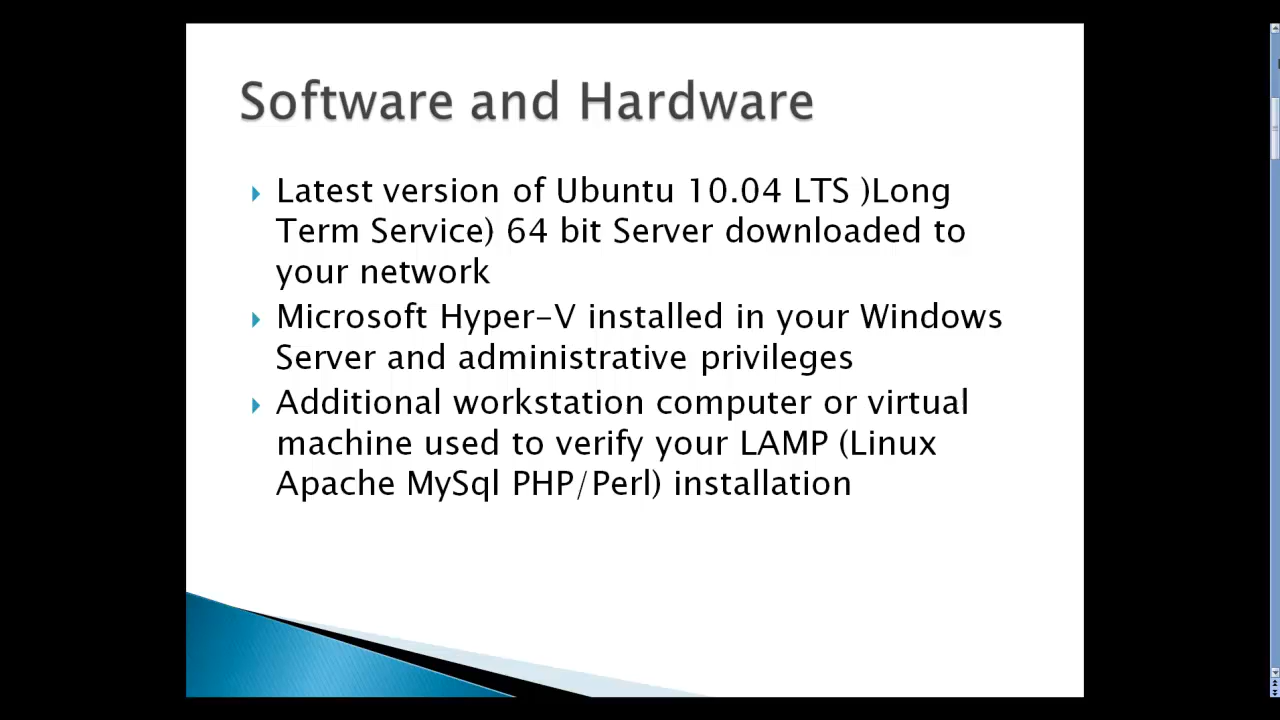 Software and Hardware
Latest version of Ubuntu 10.04 LTS )Long
Term Service) 64 bit Server downloaded to
your network
Microsoft Hyper-V installed in your Windows
Server and administrative privileges
Additional workstation computer or virtual
machine used to verify your LAMP (Linux
Apache MySql PHP/Perl) installation